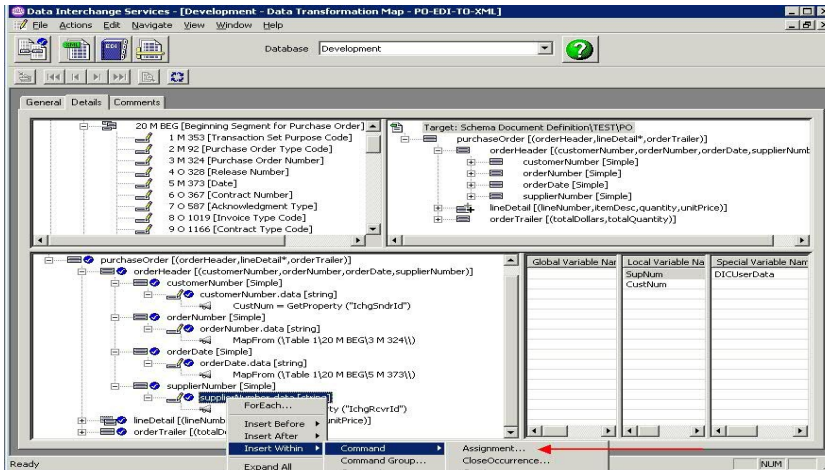 Data Interchange Services - [Development - Data Transformation Map - PO-EDI-TO-XML]
File Actions Edit Navigate View Window Help
Database Development
General Details Comments
20 M BEG [Beginning Segment for Purchase Order]
1 M 353 [Transaction Set Purpose Code]
2 M 92 [Purchase Order Type Code]
3 M 324 [Purchase Order Number]
4 O 328 [Release Number]
5 M 373 [Date]
6 O 367 [Contract Number]
7 O 587 [Acknowledgment Type]
8 O 1019 [Invoice Type Code]
9 O 1166 [Contract Type Code]
Target: Schema Document Definition\TEST\PO
purchaseOrder [(orderHeader,lineDetail*,orderTrailer)]
orderHeader [(customerNumber,orderNumber,orderDate,supplierNumb
customerNumber [Simple]
orderNumber [Simple]
orderDate [Simple]
supplierNumber [Simple]
lineDetail [(lineNumber,itemDesc,quantity,unitPrice)]
orderTrailer [(totalDollars,totalQuantity)]
purchaseOrder [(orderHeader,lineDetail*,orderTrailer)]
orderHeader [(customerNumber,orderNumber,orderDate,supplierNumber)]
customerNumber [Simple]
customerNumber.data [string]
CustNum = GetProperty ("IchgSndrId")
orderNumber [Simple]
orderNumber.data [string]
MapFrom (\Table 1\20 M BEG\3 M 324\\)
orderDate [Simple]
orderDate.data [string]
MapFrom (\Table 1\20 M BEG\5 M 373\\)
supplierNumber [Simple]
supplierNumber.data [string]
rty ("IchgRcvrId")
lineDetail [(lineNumb
unitPrice)]
orderTrailer [(totalD
ForEach...
Insert Before
Insert After
Insert Within
Expand All
Command
Command Group...
Assignment...
CloseOccurrence...
Global Variable Nar
Local Variable Na
SupNum
CustNum
Special Variable Nam
DICUserData
Ready
NUM